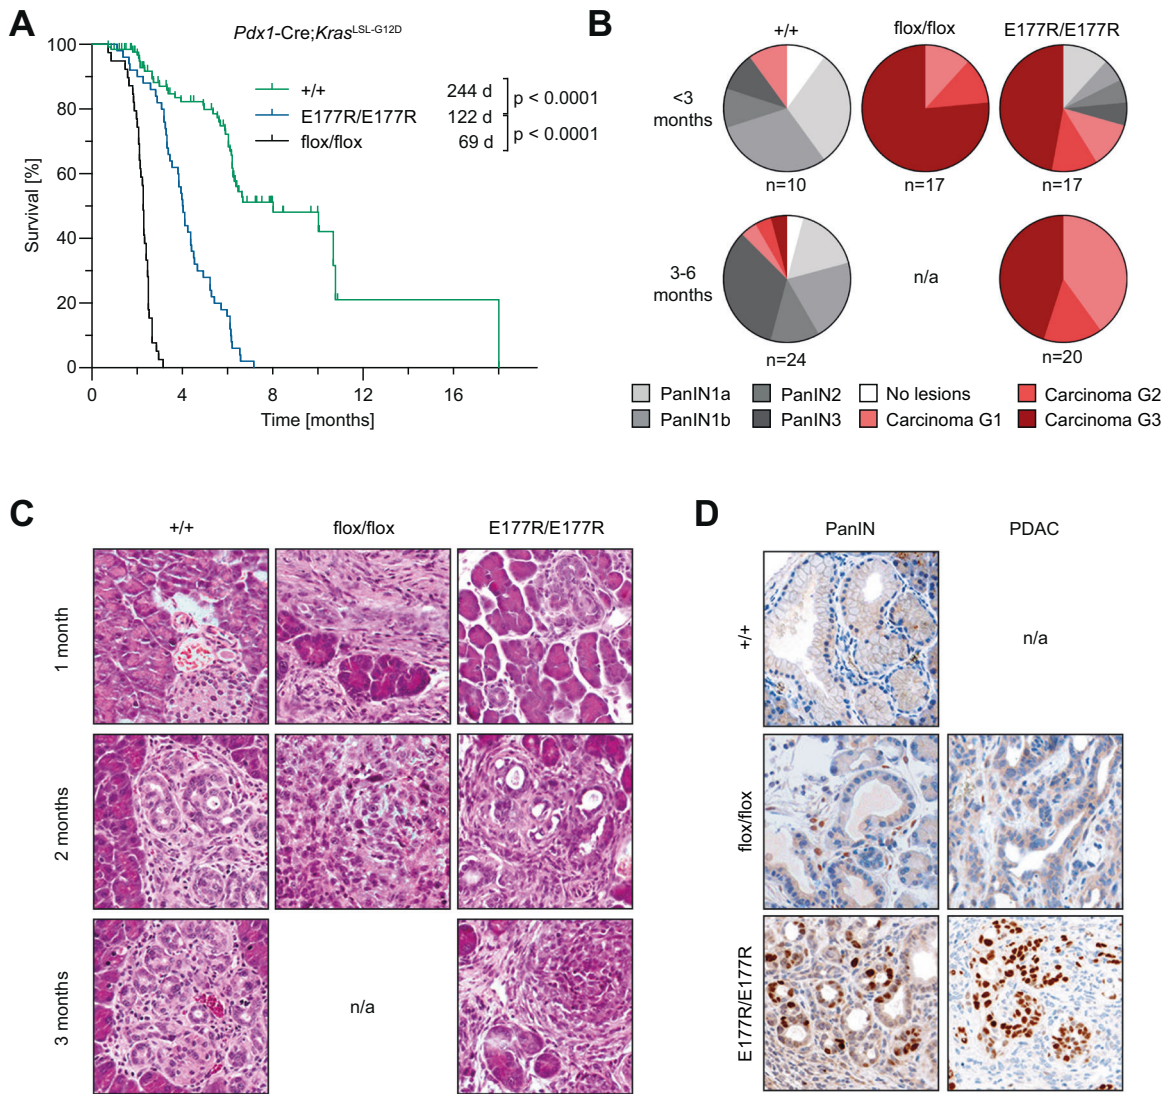 A
Pdx1-Cre;Kras^LSL-G12D
Survival [%]
100
80
60
40
20
0
0 4 8 12 16
Time [months]
+/+ 244 d
E177R/E177R 122 d
flox/flox 69 d
p < 0.0001
p < 0.0001
B
+/+ flox/flox E177R/E177R
<3
months
n=10 n=17 n=17
3-6
months
n/a
n=24 n=20
PanIN1a PanIN2 No lesions Carcinoma G2
PanIN1b PanIN3 Carcinoma G1 Carcinoma G3
C
+/+ flox/flox E177R/E177R
1 month
2 months
3 months
n/a
D
PanIN PDAC
+/+
n/a
flox/flox
E177R/E177R